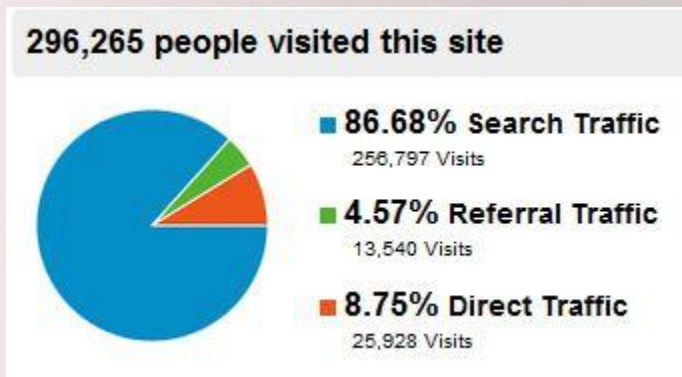 296,265 people visited this site
86.68% Search Traffic
256,797 Visits
4.57% Referral Traffic
13,540 Visits
8.75% Direct Traffic
25,928 Visits